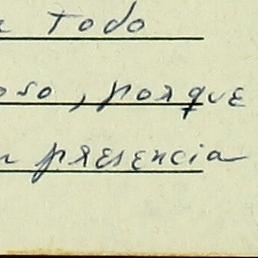 todo
, porque
presencia